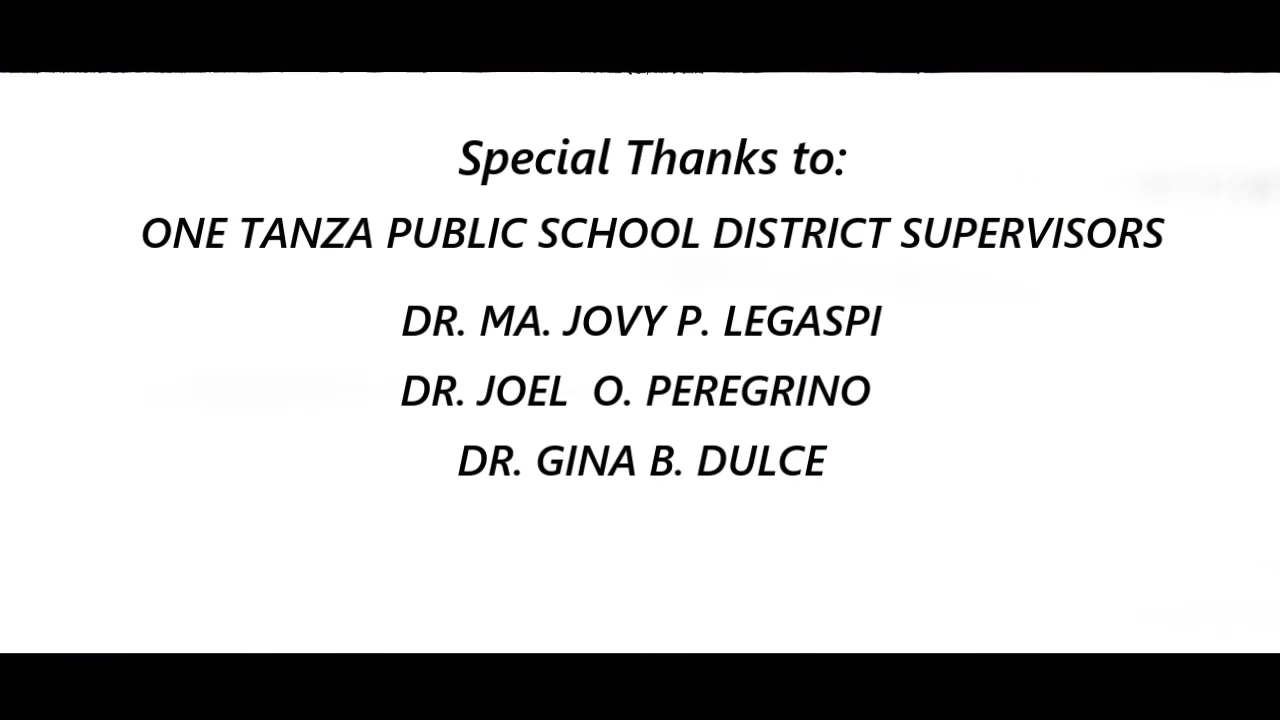 Special Thanks to:
ONE TANZA PUBLIC SCHOOL DISTRICT SUPERVISORS
DR. MA. JOVY P. LEGASPI
DR. JOEL  O. PEREGRINO
DR. GINA B. DULCE